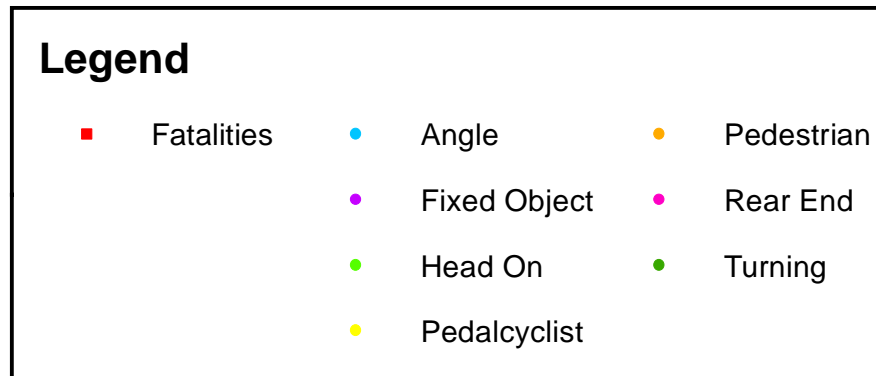 Legend
Fatalities
Angle
Pedestrian
Fixed Object
Rear End
Head On
Turning
Pedalcyclist